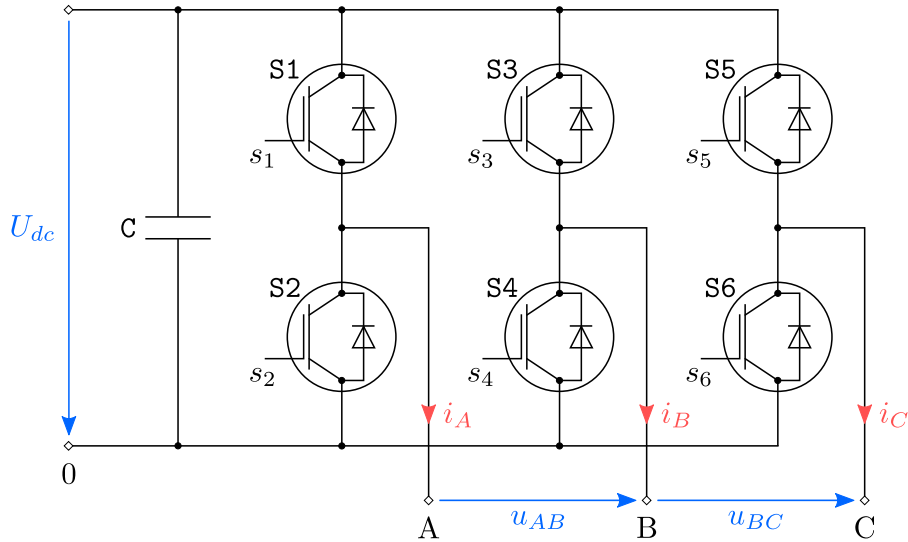 S1 S3 S5
s₁ s₃ s₅
U_dc C
S2 S4 S6
s₂ s₄ s₆
i_A i_B i_C
0
u_AB u_BC
A B C